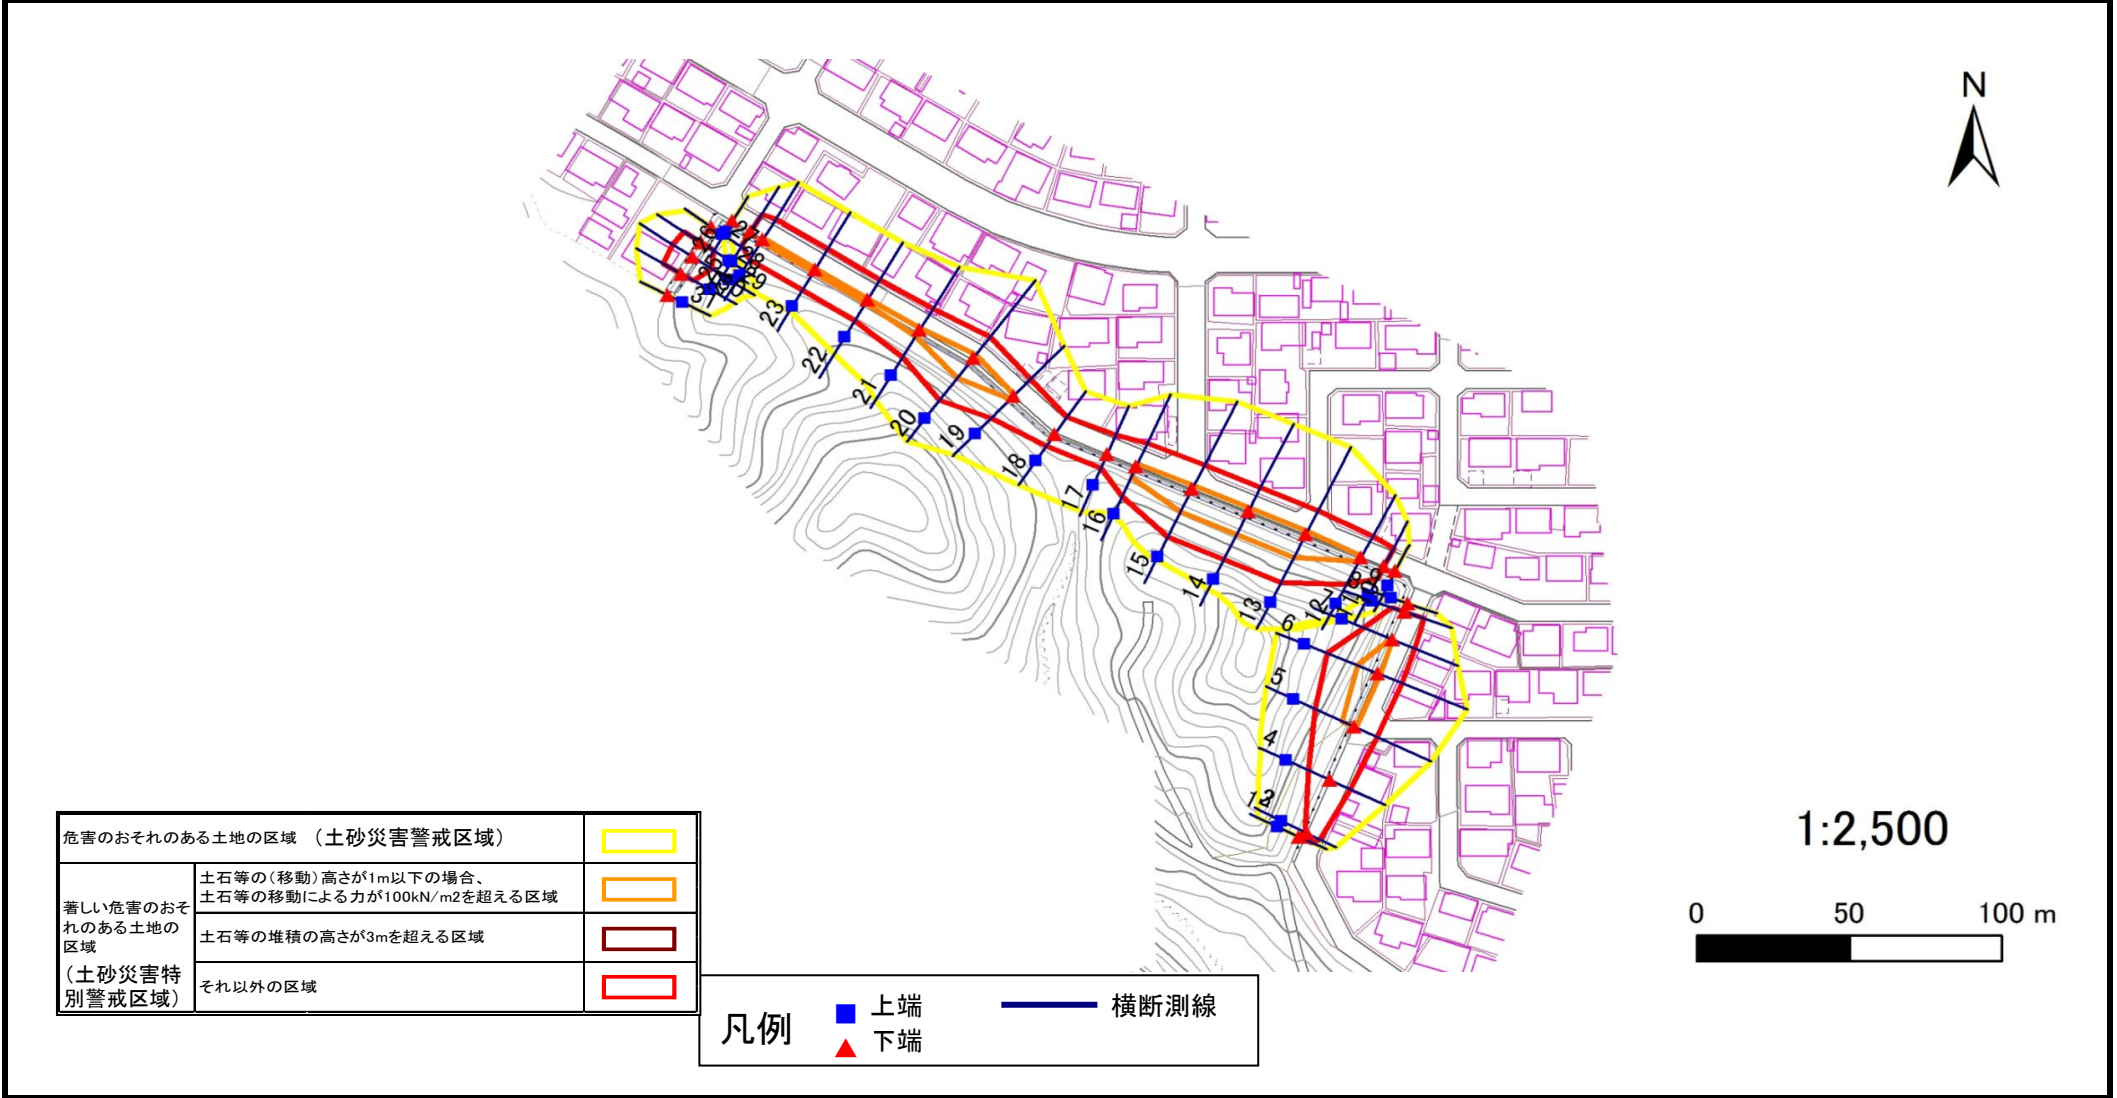 N
23
22
21
20
19
18
17
16
15
14
13
6
5
4
1:2,500
0 50 100 m
危害のおそれのある土地の区域 (土砂災害警戒区域)
著しい危害のおそ
れのある土地の
区域
(土砂災害特
別警戒区域)
土石等の(移動)高さが1m以下の場合、
土石等の移動による力が100kN/m2を超える区域
土石等の堆積の高さが3mを超える区域
それ以外の区域
凡例
上端
下端
横断測線